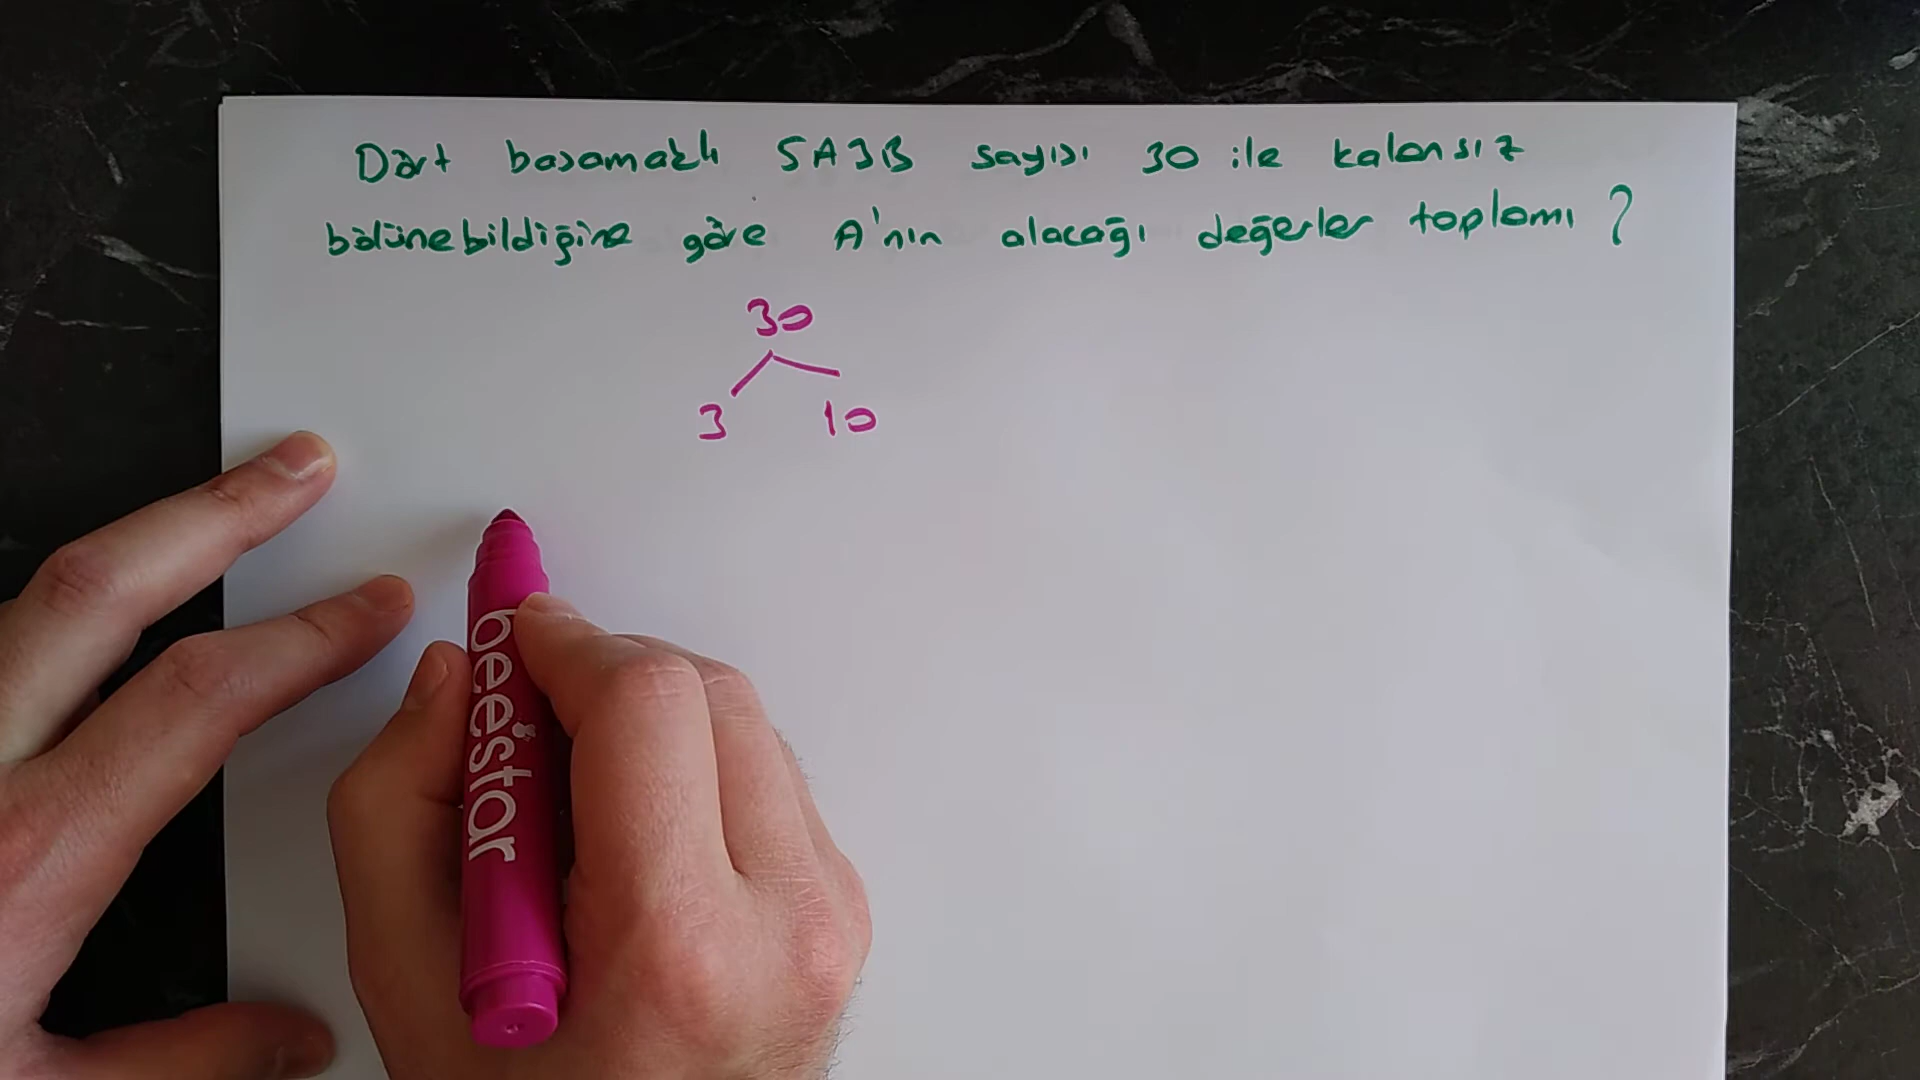 Dört basamaklı 5A3B sayısı 30 ile kalansız
bölünebildiğine göre A'nın alacağı değerler toplamı ?
30
3 10
beestar